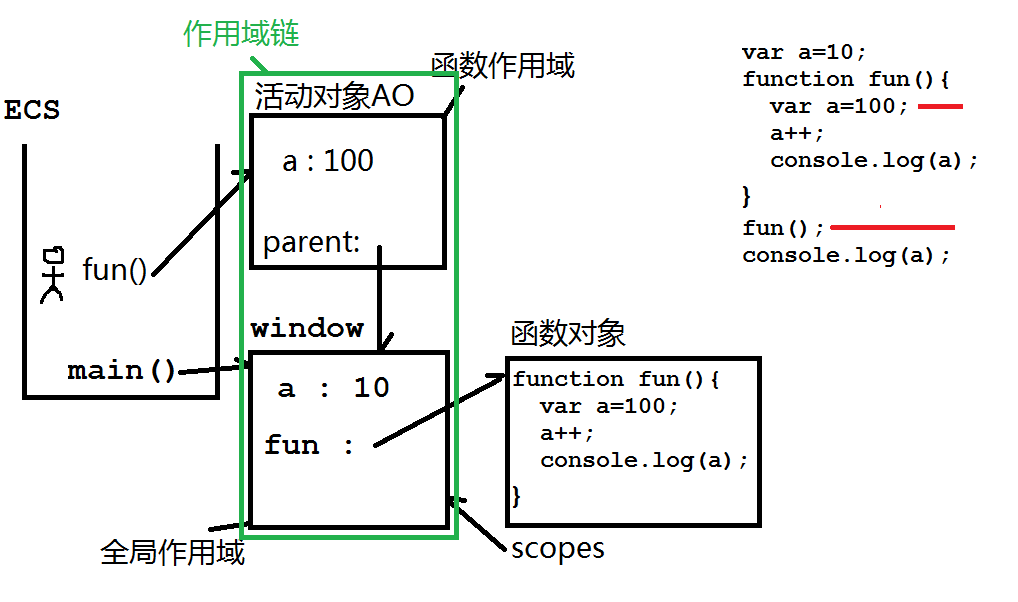 作用域链
函数作用域
活动对象AO
ECS
a : 100
parent:
fun()
window
main()
a : 10
fun :
全局作用域
var a=10;
function fun(){
var a=100;
a++;
console.log(a);
}
fun();
console.log(a);
函数对象
function fun(){
var a=100;
a++;
console.log(a);
}
scopes